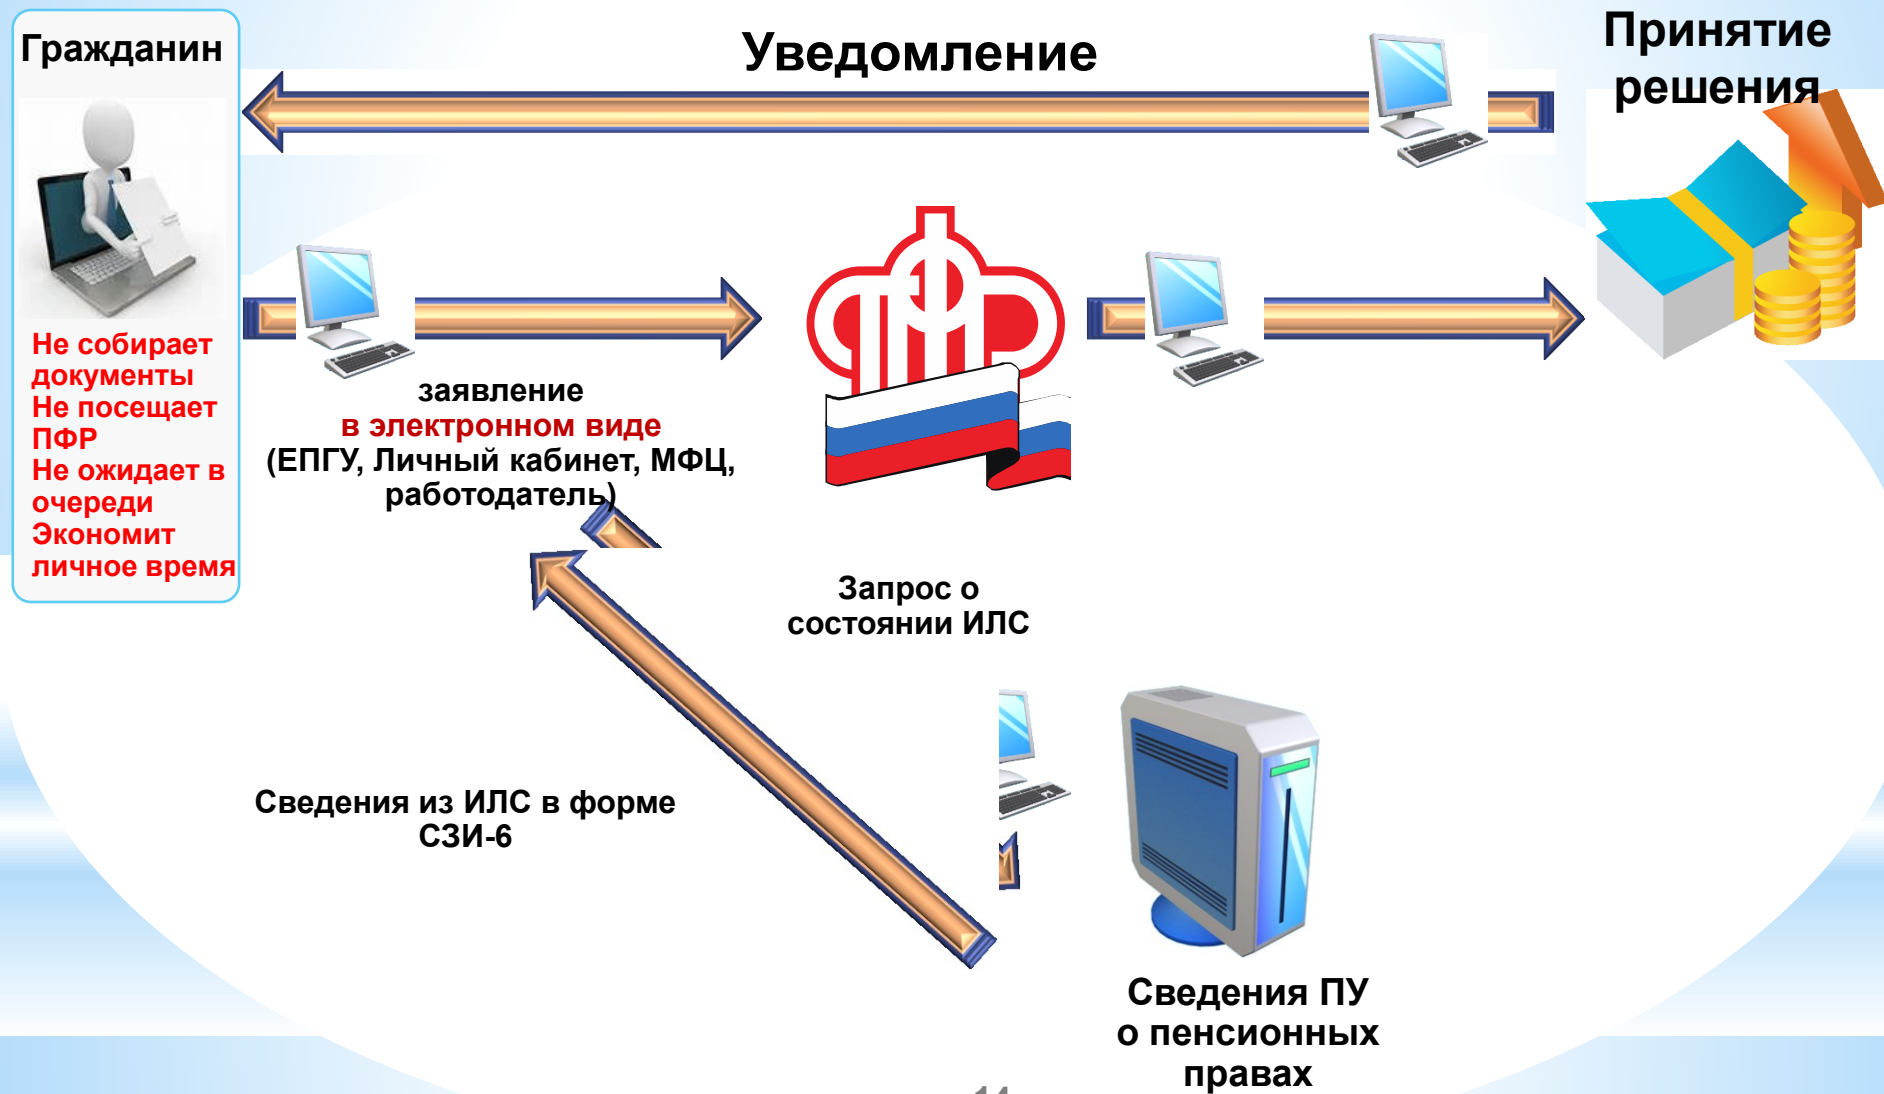 Гражданин
Уведомление
Принятие
решения
Не собирает
документы
Не посещает
ПФР
Не ожидает в
очереди
Экономит
личное время
заявление
в электронном виде
(ЕПГУ, Личный кабинет, МФЦ,
работодатель)
Запрос о
состоянии ИЛС
Сведения из ИЛС в форме
СЗИ-6
Сведения ПУ
о пенсионных
правах
14